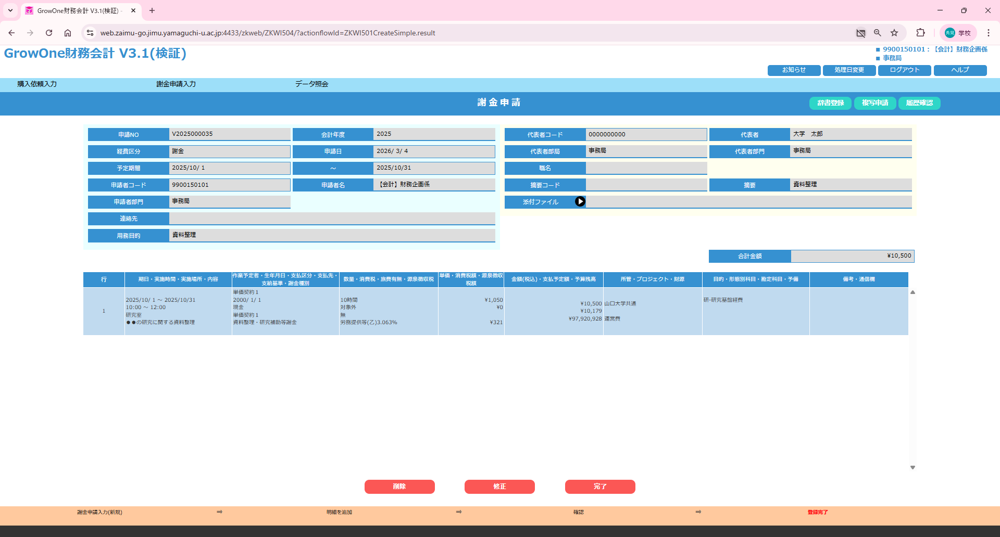 GrowOne財務会計 V3.1(検証) -
web.zaimu-go.jimu.yamaguchi-u.ac.jp:4433/zkweb/ZKWI504/?actionflowId=ZKWI501CreateSimple.result
秀見 学校
GrowOne財務会計 V3.1(検証)
■ 9900150101：【会計】財務企画係
■ 事務局
お知らせ 処理日変更 ログアウト ヘルプ
購入依頼入力 謝金申請入力 データ照会
謝金申請
辞書登録 複写申請 履歴確認
申請NO V2025000035 会計年度 2025 代表者コード 0000000000 代表者 大学　太郎
経費区分 謝金 申請日 2026/ 3/ 4 代表者部局 事務局 代表者部門 事務局
予定期間 2025/10/ 1 ～ 2025/10/31 職名
申請者コード 9900150101 申請者名 【会計】財務企画係 摘要コード 摘要 資料整理
申請者部門 事務局 添付ファイル
連絡先
用務目的 資料整理
合計金額 ¥10,500
行
期日・実施時間・実施場所・内容
作業予定者・生年月日・支払区分・支払先・
支給基準・謝金種別
数量・消費税・旅費有無・源泉徴収税
単価・消費税額・源泉徴収
税額
金額(税込)・支払予定額・予算残高
所管・プロジェクト・財源
目的・形態別科目・勘定科目・予備
備考・通信欄
1
2025/10/ 1 ～ 2025/10/31
10:00 ～ 12:00
研究室
●●の研究に関する資料整理
単価契約１
2000/ 1/ 1
現金
単価契約１
資料整理・研究補助等謝金
10時間
対象外
無
労務提供等(乙)3.063%
¥1,050
¥0
¥321
¥10,500
¥10,179
¥97,920,928
山口大学共通
運営費
研-研究基盤経費
削除 修正 完了
謝金申請入力(新規) ⇒ 明細を追加 ⇒ 確認 ⇒ 登録完了